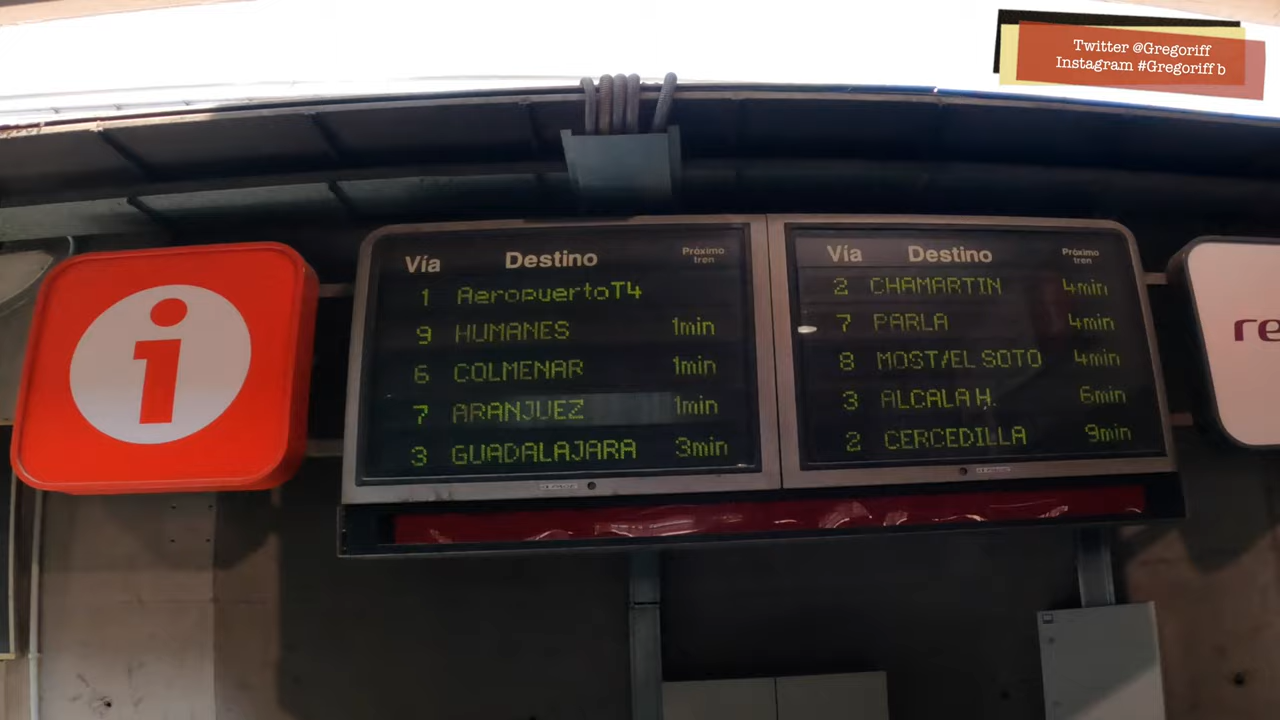 Twitter @Gregoriff
Instagram #Gregoriff b
i
Vía Destino Próximo tren
1 AeropuertoT4
9 HUMANES 1min
6 COLMENAR 1min
7 ARANJUEZ 1min
3 GUADALAJARA 3min
Vía Destino Próximo tren
2 CHAMARTIN 4min
7 PARLA 4min
8 MOST/EL SOTO 4min
3 ALCALA H. 6min
2 CERCEDILLA 9min
re